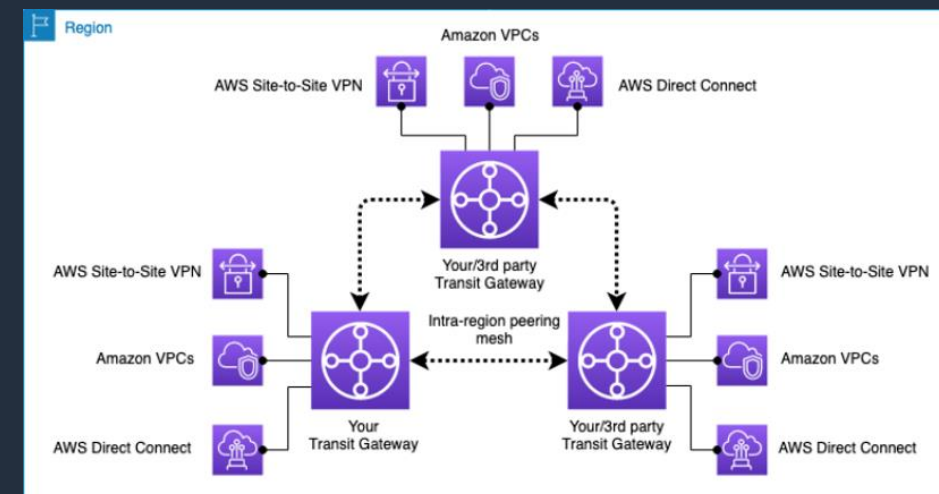 Region
Amazon VPCs
AWS Site-to-Site VPN
AWS Direct Connect
Your/3rd party
Transit Gateway
AWS Site-to-Site VPN
Amazon VPCs
AWS Direct Connect
Your
Transit Gateway
Intra-region peering
mesh
Your/3rd party
Transit Gateway
AWS Site-to-Site VPN
Amazon VPCs
AWS Direct Connect